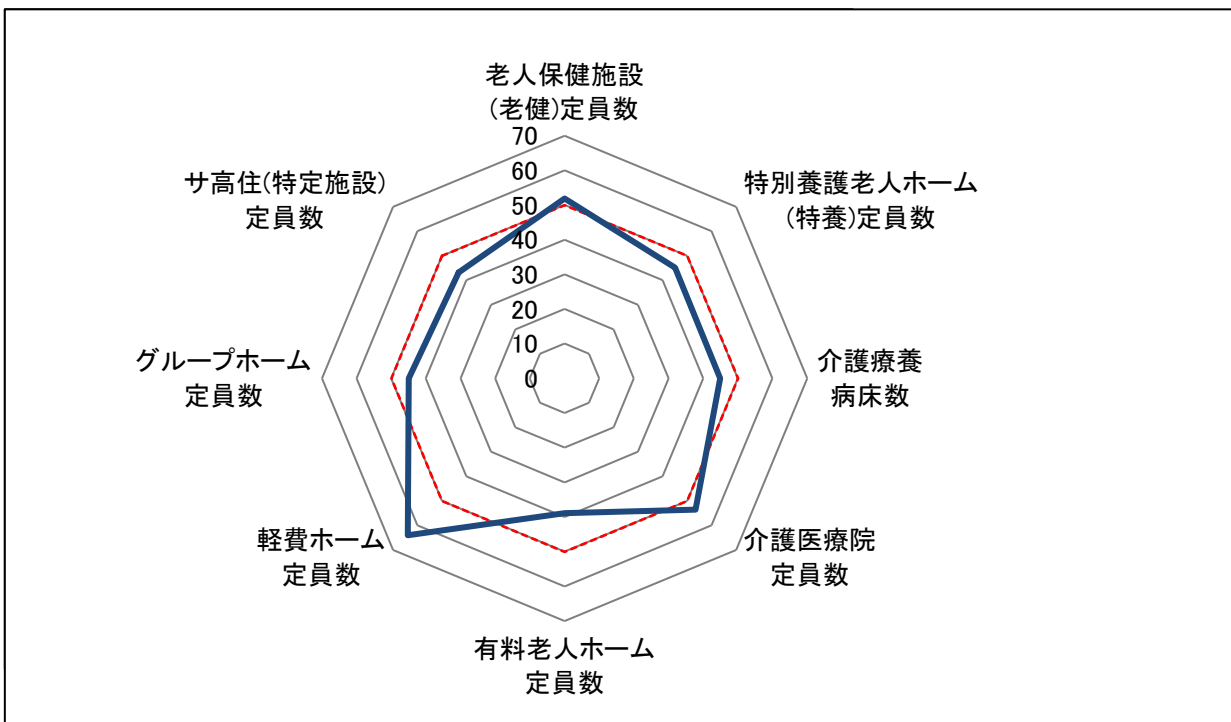 老人保健施設
(老健)定員数
特別養護老人ホーム
(特養)定員数
介護療養
病床数
介護医療院
定員数
有料老人ホーム
定員数
軽費ホーム
定員数
グループホーム
定員数
サ高住(特定施設)
定員数
70
60
50
40
30
20
10
0